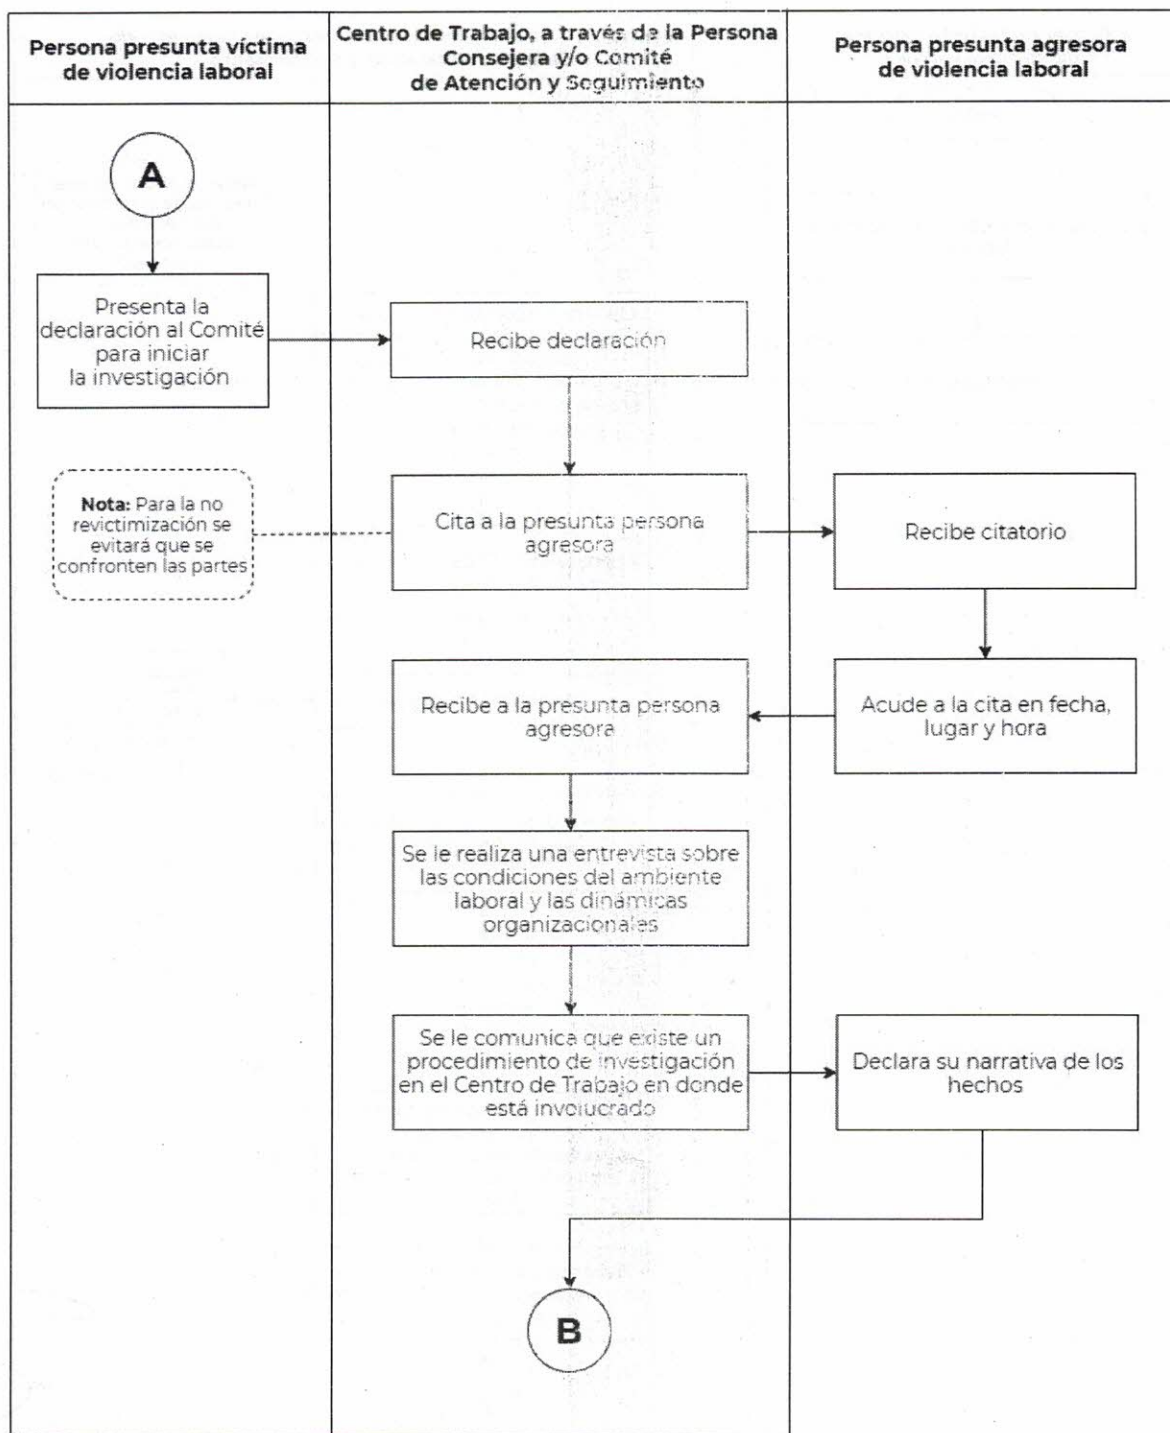 Persona presunta víctima
de violencia laboral
Centro de Trabajo, a través de la Persona
Consejera y/o Comité
de Atención y Seguimiento
Persona presunta agresora
de violencia laboral
A
Presenta la
declaración al Comité
para iniciar
la investigación
Recibe declaración
Nota: Para la no
revictimización se
evitará que se
confronten las partes
Cita a la presunta persona
agresora
Recibe citatorio
Recibe a la presunta persona
agresora
Acude a la cita en fecha,
lugar y hora
Se le realiza una entrevista sobre
las condiciones del ambiente
laboral y las dinámicas
organizacionales
Se le comunica que existe un
procedimiento de investigación
en el Centro de Trabajo en donde
está involucrado
Declara su narrativa de los
hechos
B